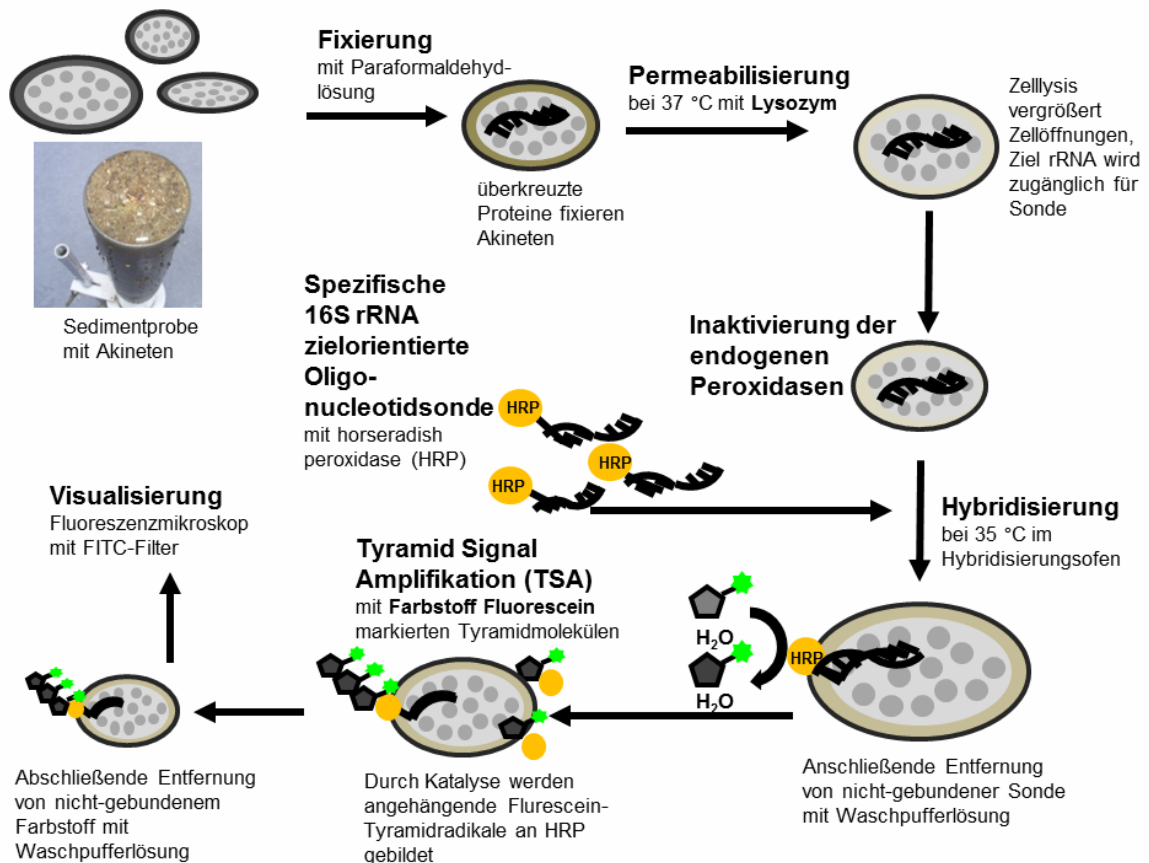 Fixierung
mit Paraformaldehyd-
lösung
Permeabilisierung
bei 37 °C mit Lysozym
Zelllysis
vergrößert
Zellöffnungen,
Ziel rRNA wird
zugänglich für
Sonde
überkreuzte
Proteine fixieren
Akineten
Sedimentprobe
mit Akineten
Spezifische
16S rRNA
zielorientierte
Oligo-
nucleotidsonde
mit horseradish
peroxidase (HRP)
HRP
HRP
HRP
Inaktivierung der
endogenen
Peroxidasen
Hybridisierung
bei 35 °C im
Hybridisierungsofen
Visualisierung
Fluoreszenzmikroskop
mit FITC-Filter
Tyramid Signal
Amplifikation (TSA)
mit Farbstoff Fluorescein
markierten Tyramidmolekülen
H₂O
H₂O
HRP
Abschließende Entfernung
von nicht-gebundenem
Farbstoff mit
Waschpufferlösung
Durch Katalyse werden
angehängende Flurescein-
Tyramidradikale an HRP
gebildet
Anschließende Entfernung
von nicht-gebundener Sonde
mit Waschpufferlösung